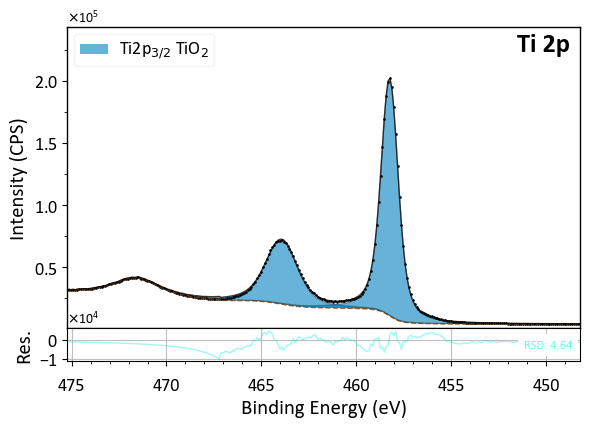 ×10⁵
Ti 2p
Ti2p₃/₂ TiO₂
2.0
1.5
1.0
0.5
Intensity (CPS)
×10⁴
0
−1
Res.
RSD: 4.64
475 470 465 460 455 450
Binding Energy (eV)